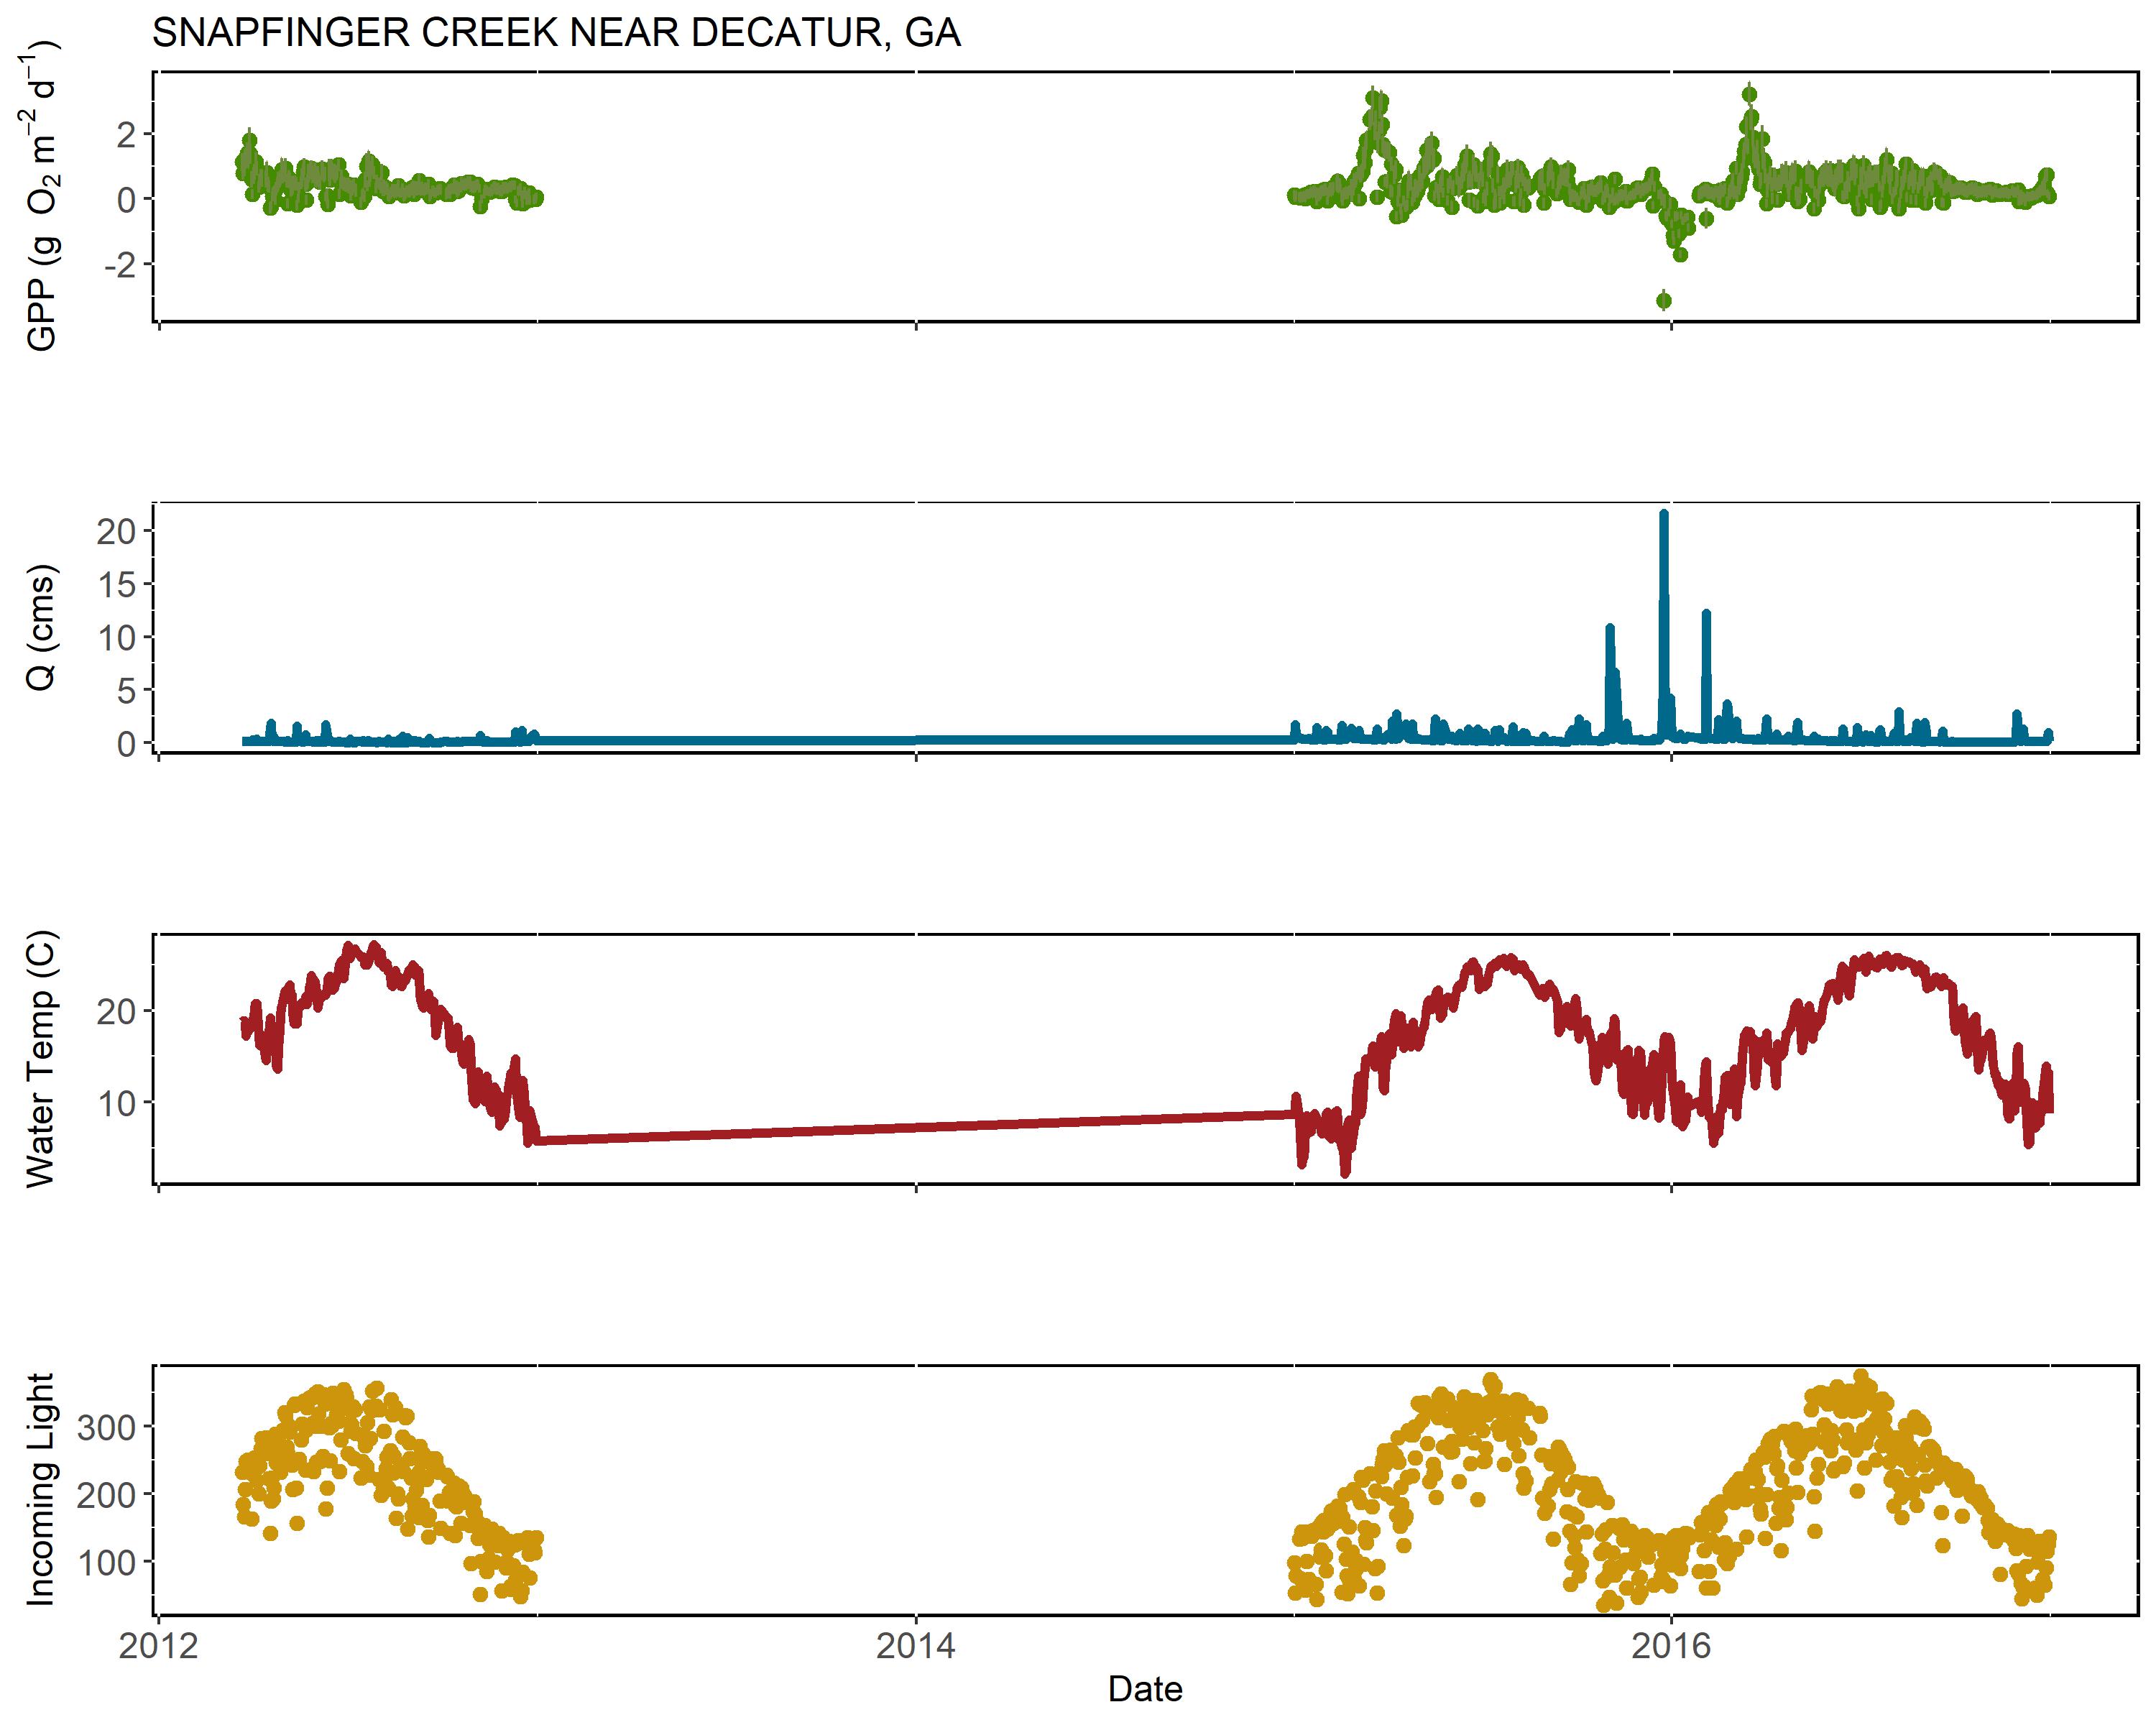 SNAPFINGER CREEK NEAR DECATUR, GA
GPP (g O₂ m⁻² d⁻¹)
2
0
-2
Q (cms)
20
15
10
5
0
Water Temp (C)
20
10
Incoming Light
300
200
100
2012 2014 2016
Date